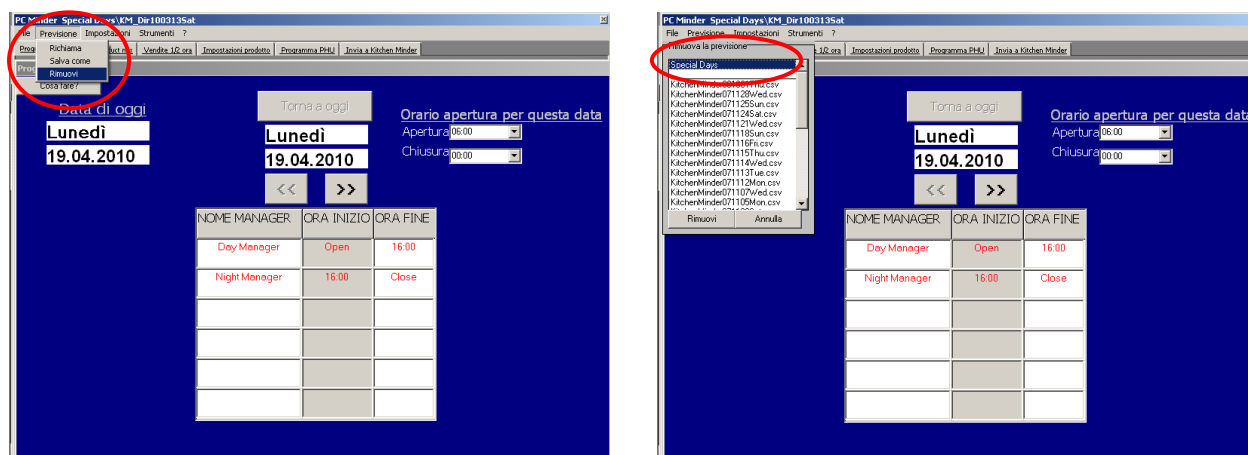 PC Minder Special Days\KM_Dir100313Sat
File Previsione Impostazioni Strumenti ?
Vendite 1/2 ora Impostazioni prodotto Programma PHU Invia a Kitchen Minder
Richiama
Salva come
Rimuovi
Cosa fare?
Data di oggi
Lunedì
19.04.2010
Torna a oggi
Lunedì
19.04.2010
<< >>
Orario apertura per questa data
Apertura 06:00
Chiusura 00:00
NOME MANAGER ORA INIZIO ORA FINE
Day Manager Open 16:00
Night Manager 16:00 Close
PC Minder Special Days\KM_Dir100313Sat
File Previsione Impostazioni Strumenti ?
1/2 ora Impostazioni prodotto Programma PHU Invia a Kitchen Minder
Rimuova la previsione
Special Days
KitchenMinder071128Wed.csv
KitchenMinder071125Sun.csv
KitchenMinder071124Sat.csv
KitchenMinder071121Wed.csv
KitchenMinder071118Sun.csv
KitchenMinder071116Fri.csv
KitchenMinder071115Thu.csv
KitchenMinder071114Wed.csv
KitchenMinder071113Tue.csv
KitchenMinder071112Mon.csv
KitchenMinder071107Wed.csv
KitchenMinder071105Mon.csv
Rimuovi Annulla
Torna a oggi
Lunedì
19.04.2010
<< >>
Orario apertura per questa data
Apertura 06:00
Chiusura 00:00
NOME MANAGER ORA INIZIO ORA FINE
Day Manager Open 16:00
Night Manager 16:00 Close